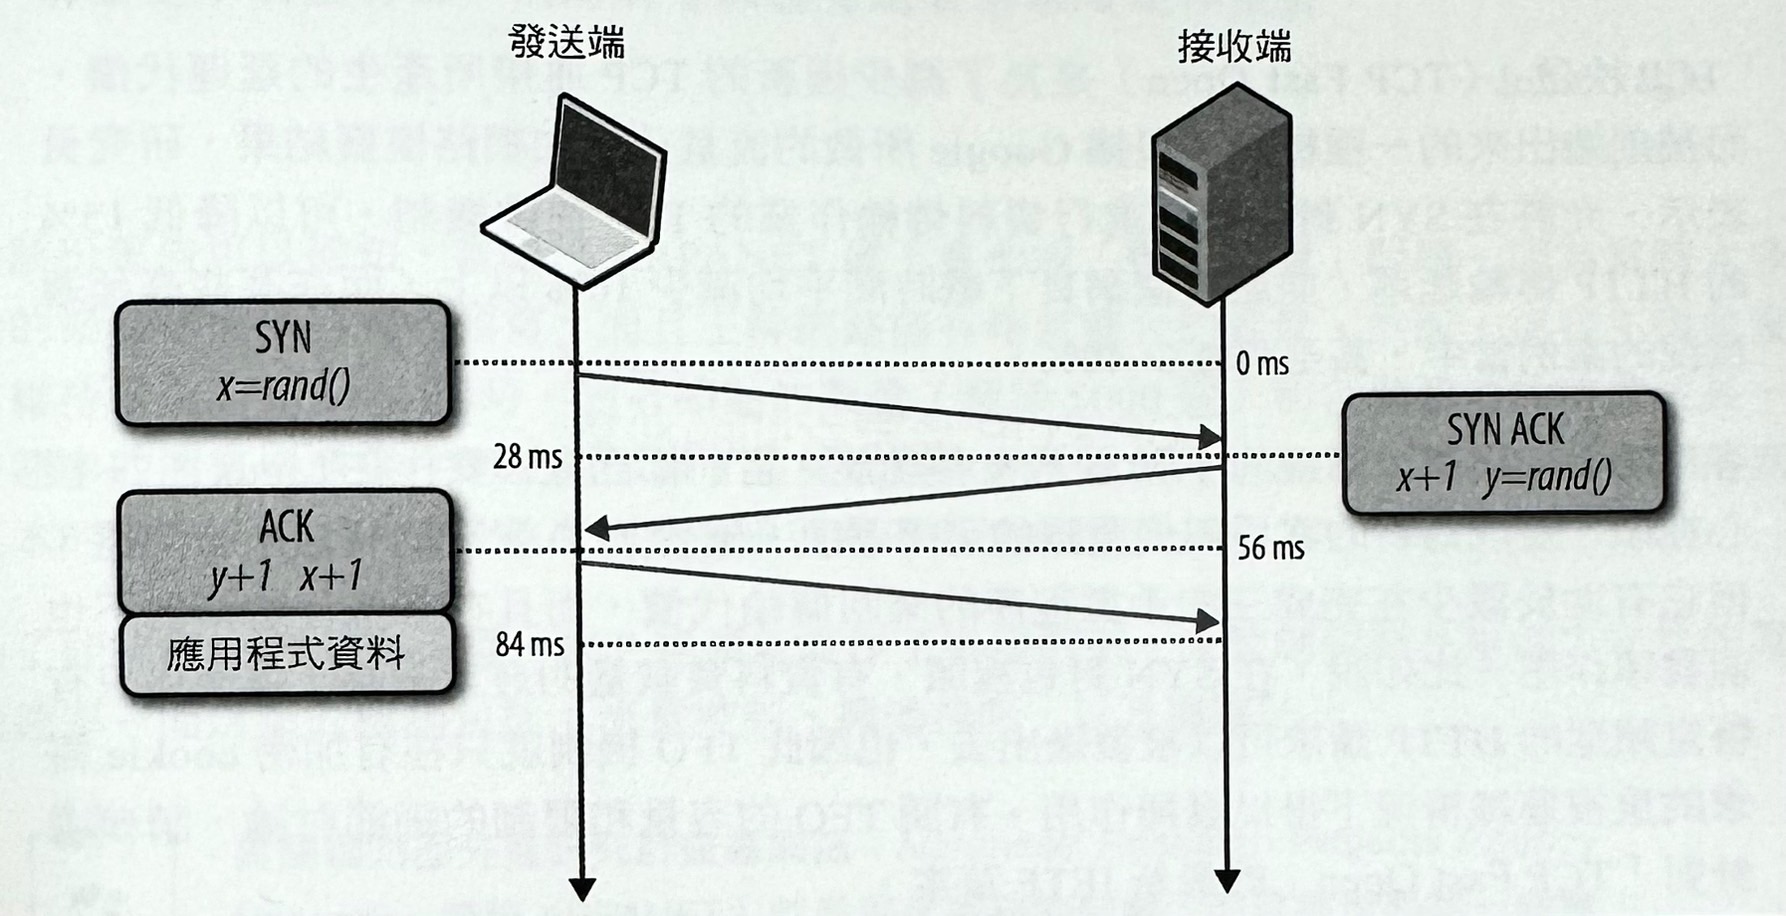 發送端
接收端
SYN
x=rand()
0 ms
SYN ACK
x+1 y=rand()
28 ms
ACK
y+1 x+1
56 ms
應用程式資料
84 ms